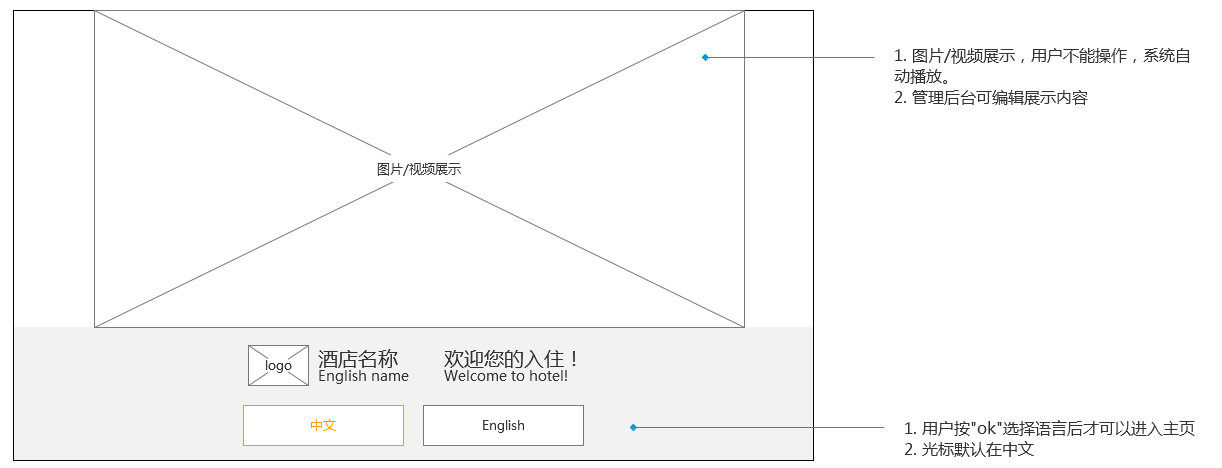 1. 图片/视频展示，用户不能操作，系统自
动播放。
2. 管理后台可编辑展示内容
图片/视频展示
logo
酒店名称
English name
欢迎您的入住！
Welcome to hotel!
中文
English
1. 用户按"ok"选择语言后才可以进入主页
2. 光标默认在中文